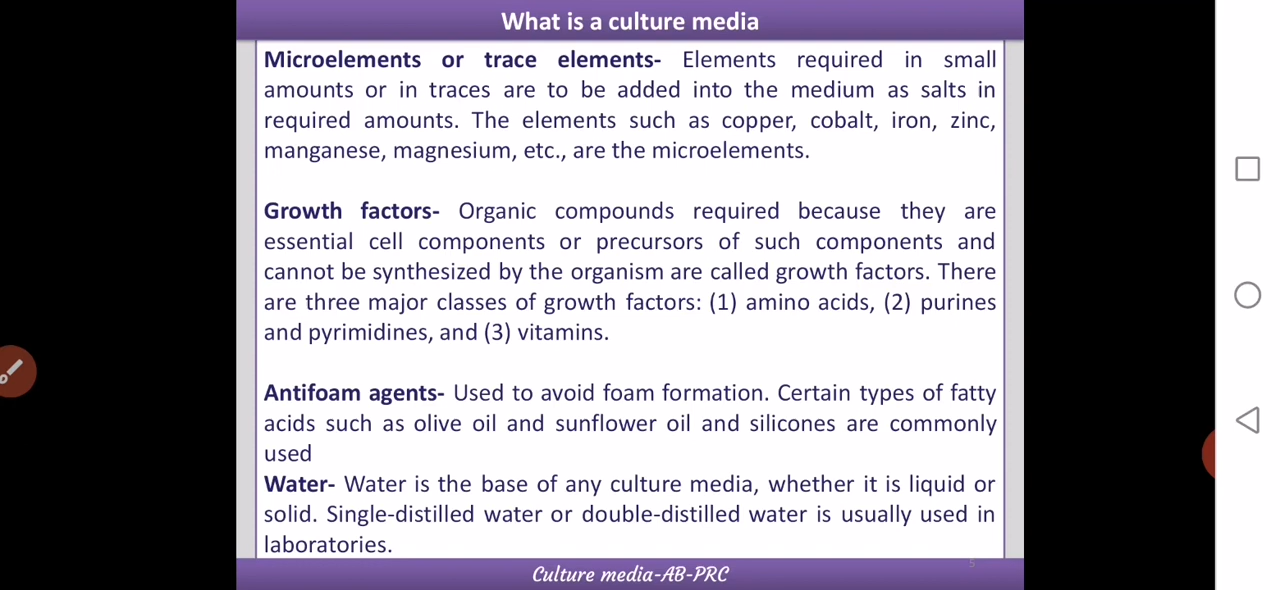 What is a culture media
Microelements or trace elements- Elements required in small
amounts or in traces are to be added into the medium as salts in
required amounts. The elements such as copper, cobalt, iron, zinc,
manganese, magnesium, etc., are the microelements.
Growth factors- Organic compounds required because they are
essential cell components or precursors of such components and
cannot be synthesized by the organism are called growth factors. There
are three major classes of growth factors: (1) amino acids, (2) purines
and pyrimidines, and (3) vitamins.
Antifoam agents- Used to avoid foam formation. Certain types of fatty
acids such as olive oil and sunflower oil and silicones are commonly
used
Water- Water is the base of any culture media, whether it is liquid or
solid. Single-distilled water or double-distilled water is usually used in
laboratories.
5
Culture media-AB-PRC